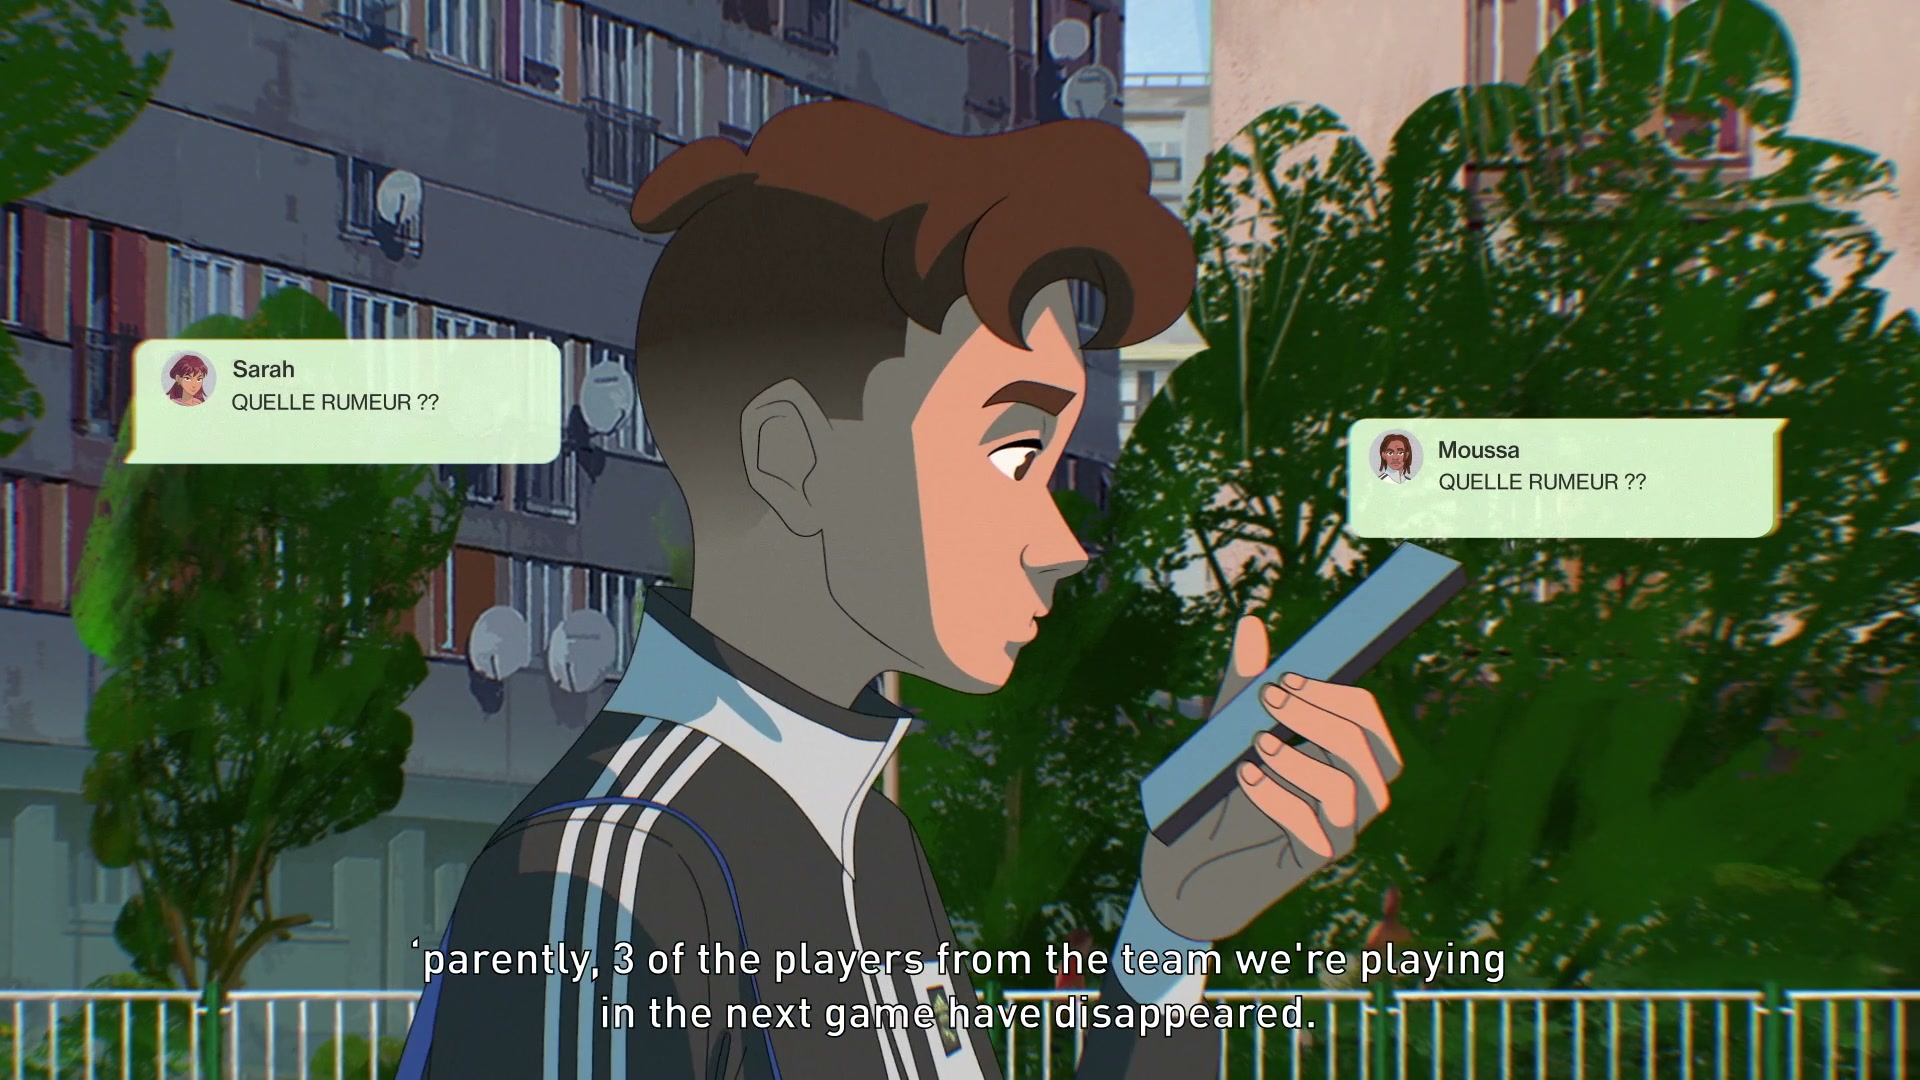 Sarah
QUELLE RUMEUR ??
Moussa
QUELLE RUMEUR ??
‘parently, 3 of the players from the team we're playing
in the next game have disappeared.